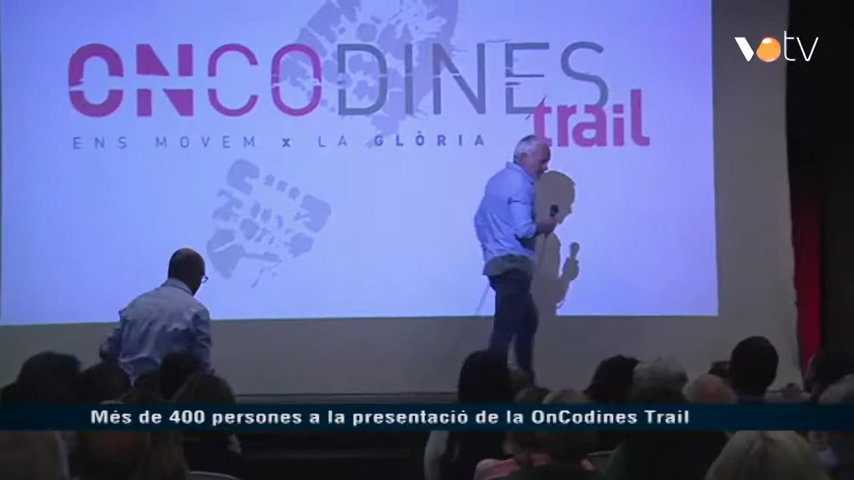 votv
ONCODINES
trail
ENS MOVEM x LA GLÒRIA
Més de 400 persones a la presentació de la OnCodines Trail